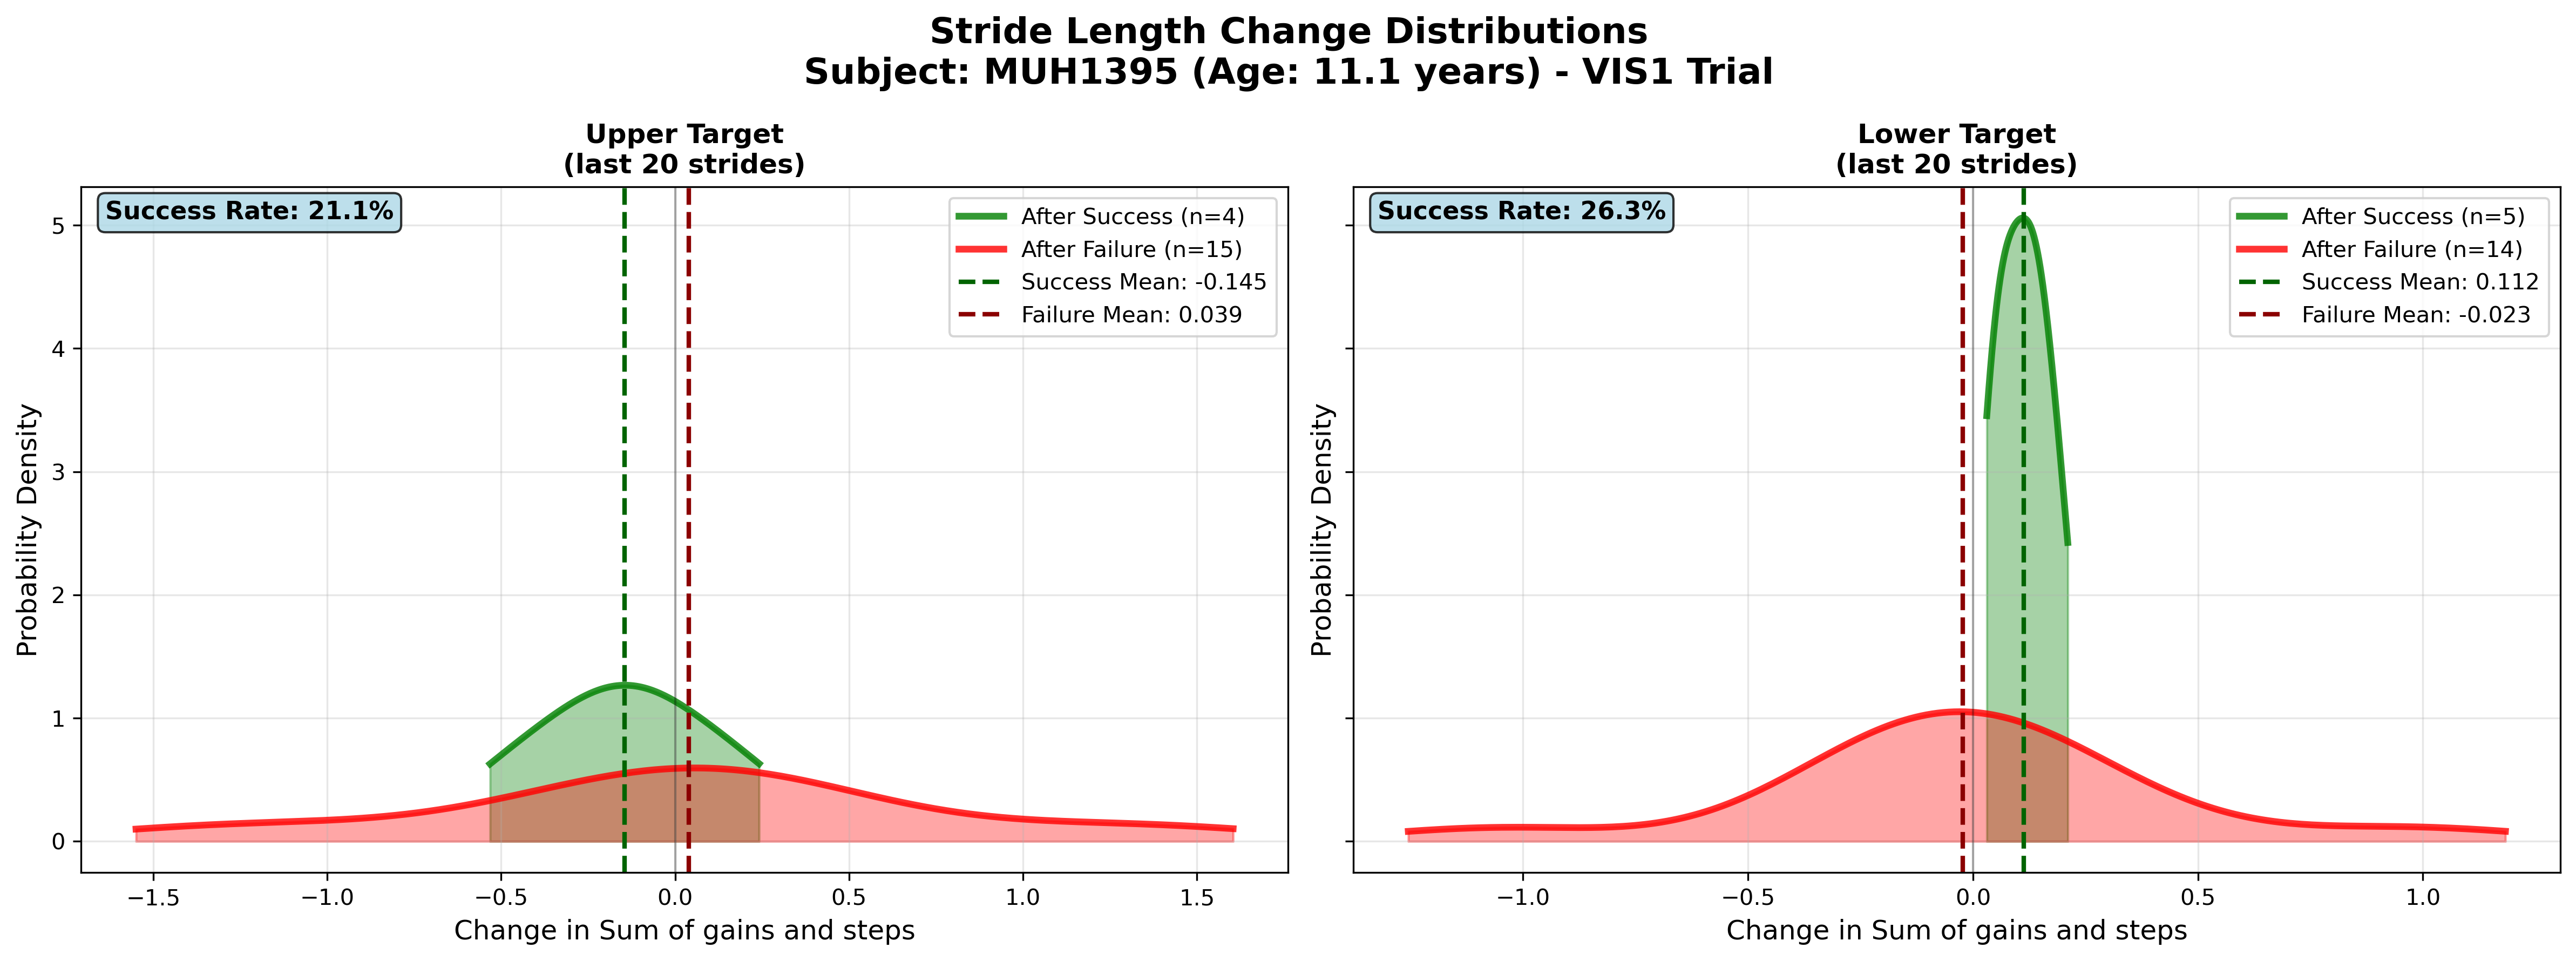 Stride Length Change Distributions
Subject: MUH1395 (Age: 11.1 years) - VIS1 Trial
Upper Target
(last 20 strides)
Success Rate: 21.1%
After Success (n=4)
After Failure (n=15)
Success Mean: -0.145
Failure Mean: 0.039
Probability Density
5
4
3
2
1
0
−1.5 −1.0 −0.5 0.0 0.5 1.0 1.5
Change in Sum of gains and steps
Lower Target
(last 20 strides)
Success Rate: 26.3%
After Success (n=5)
After Failure (n=14)
Success Mean: 0.112
Failure Mean: -0.023
Probability Density
−1.0 −0.5 0.0 0.5 1.0
Change in Sum of gains and steps